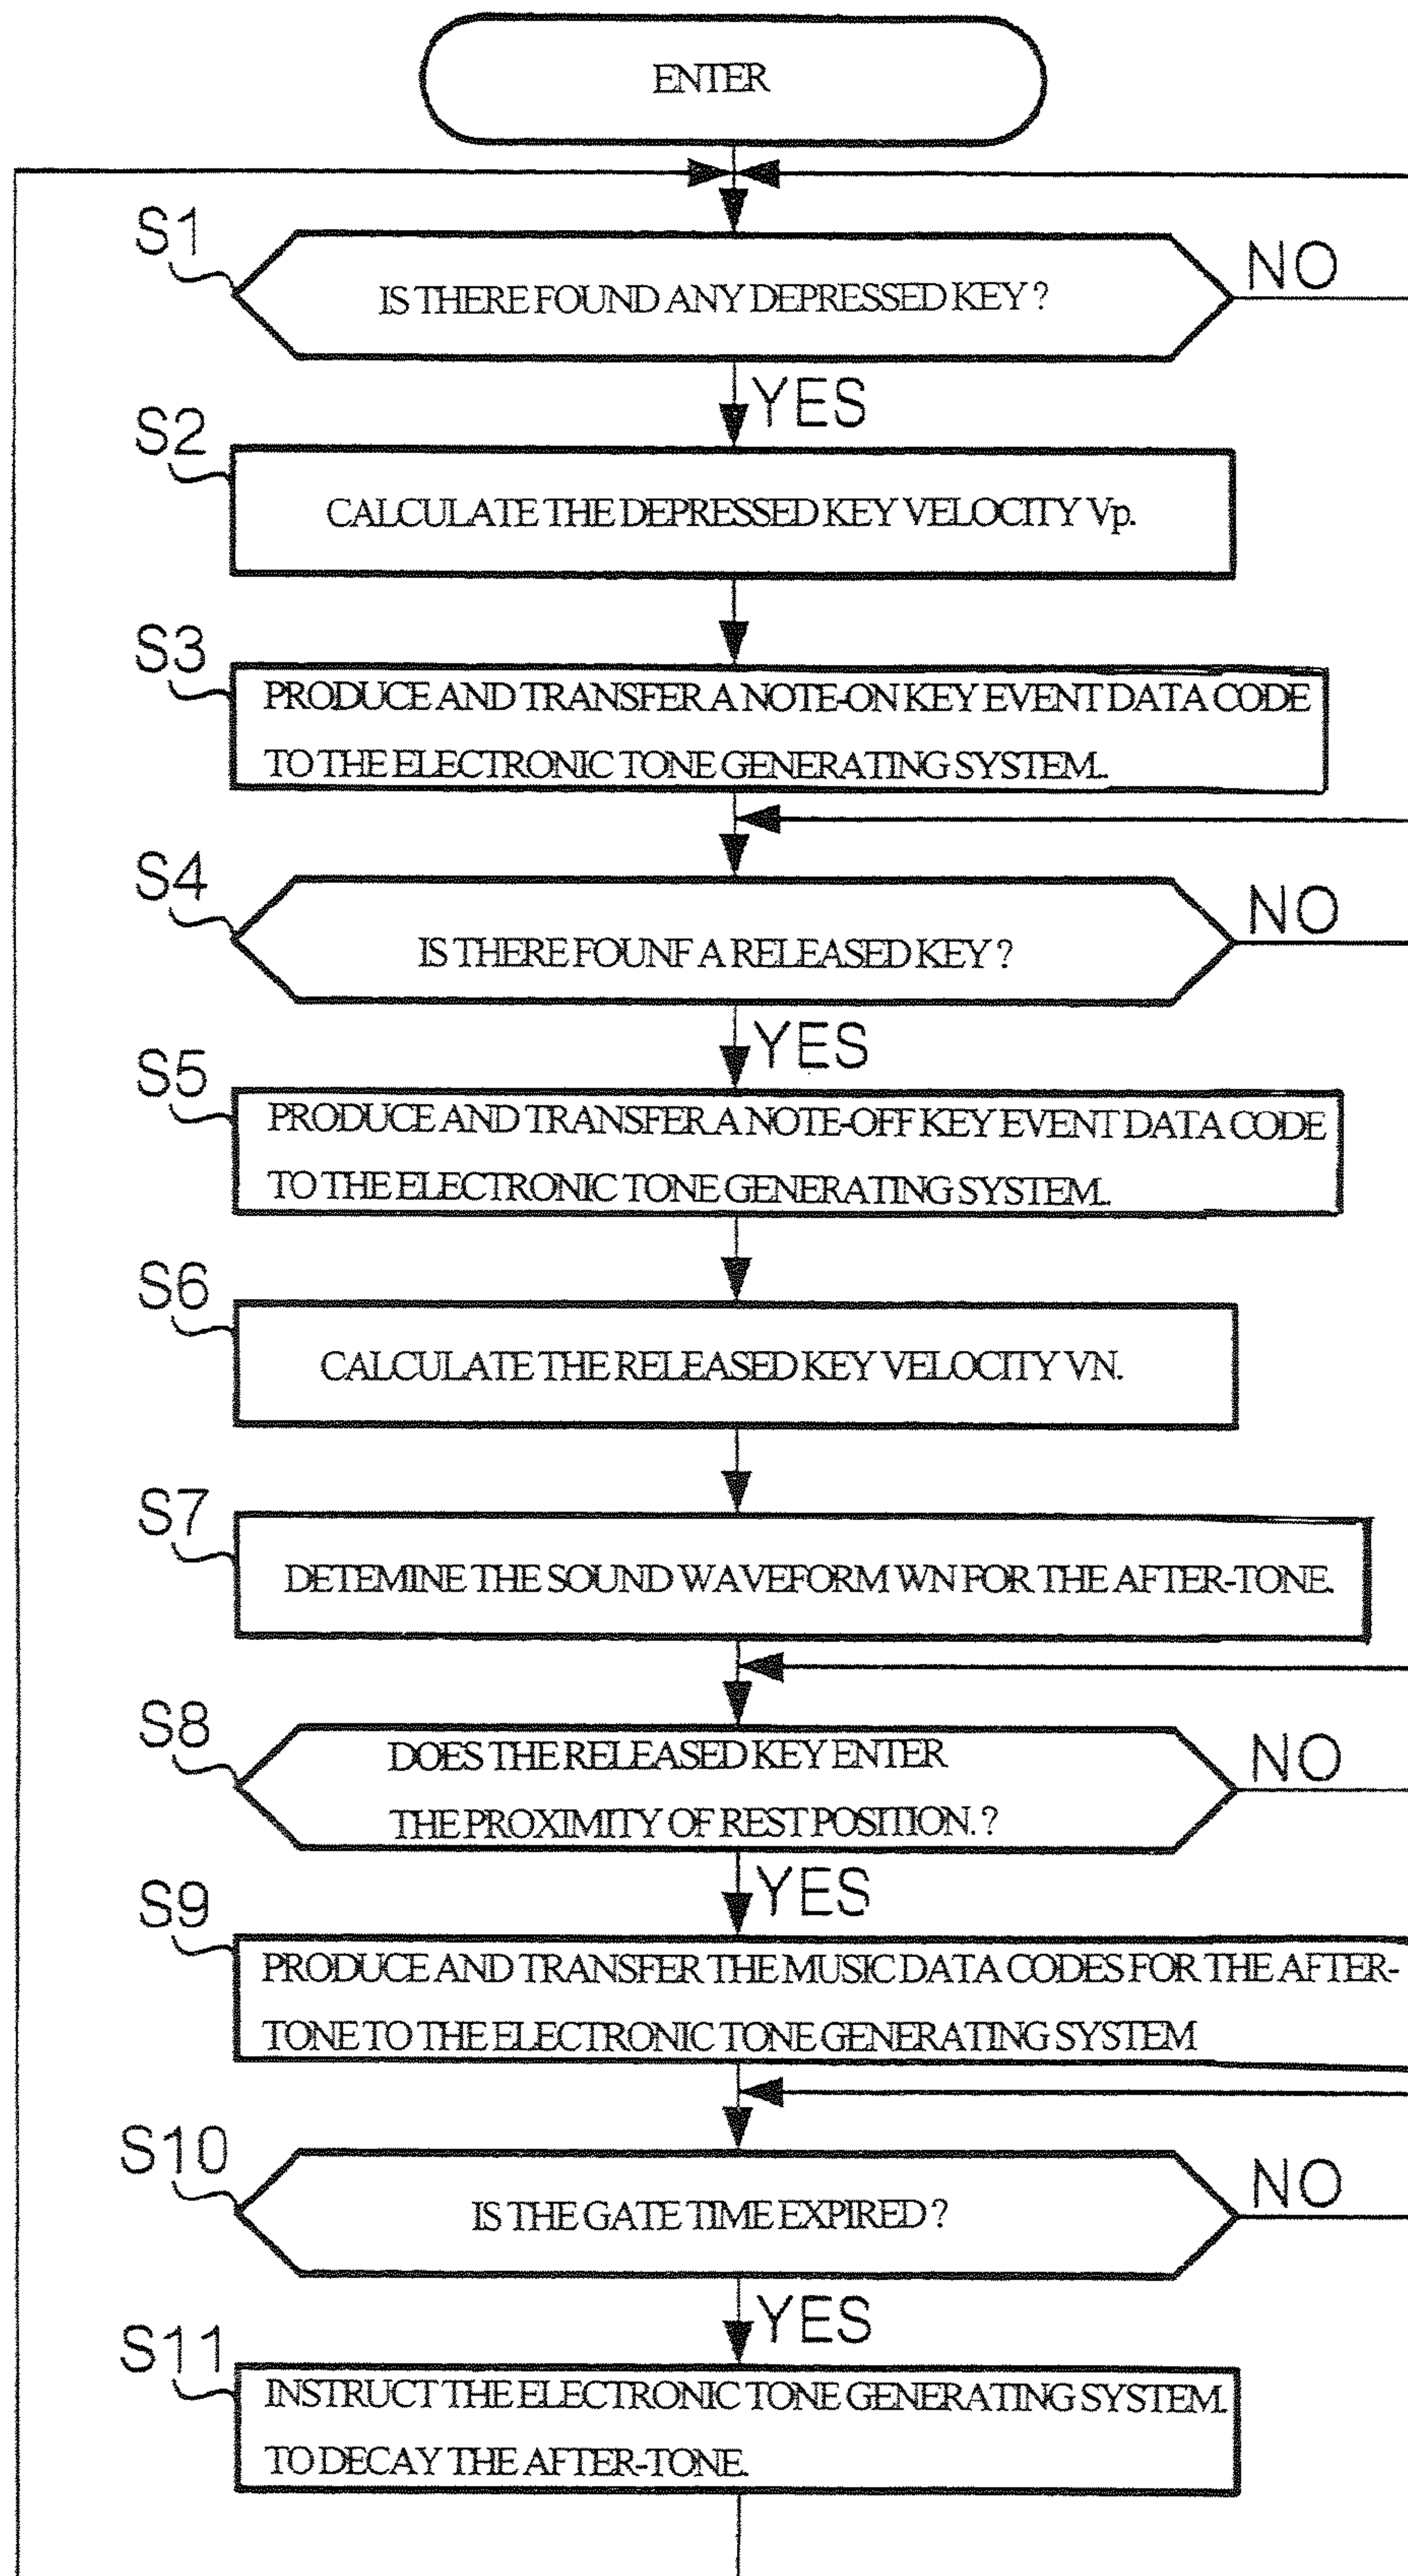 ENTER
S1
IS THERE FOUND ANY DEPRESSED KEY ?
NO
YES
S2
CALCULATE THE DEPRESSED KEY VELOCITY Vp.
S3
PRODUCE AND TRANSFER A NOTE-ON KEY EVENT DATA CODE
TO THE ELECTRONIC TONE GENERATING SYSTEM..
S4
IS THERE FOUNF A RELEASED KEY ?
NO
YES
S5
PRODUCE AND TRANSFER A NOTE-OFF KEY EVENT DATA CODE
TO THE ELECTRONIC TONE GENERATING SYSTEM..
S6
CALCULATE THE RELEASED KEY VELOCITY VN.
S7
DETEMINE THE SOUND WAVEFORM WN FOR THE AFTER-TONE.
S8
DOES THE RELEASED KEY ENTER
THE PROXIMITY OF REST POSITION. ?
NO
YES
S9
PRODUCE AND TRANSFER THE MUSIC DATA CODES FOR THE AFTER-
TONE TO THE ELECTRONIC TONE GENERATING SYSTEM
S10
IS THE GATE TIME EXPIRED ?
NO
YES
S11
INSTRUCT THE ELECTRONIC TONE GENERATING SYSTEM.
TO DECAY THE AFTER-TONE.